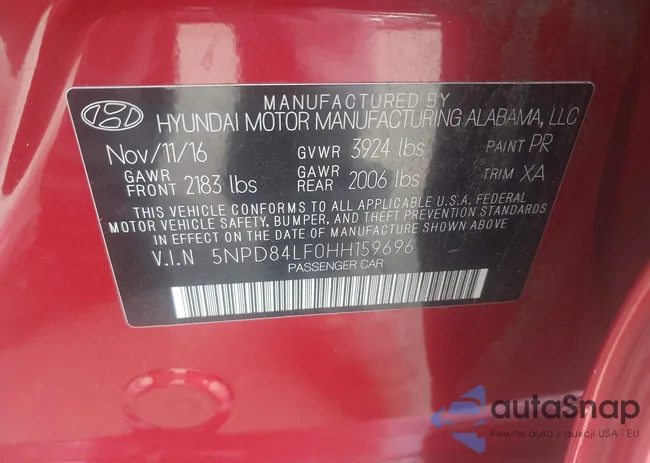 MANUFACTURED BY
HYUNDAI MOTOR MANUFACTURING ALABAMA, LLC
Nov/11/16 GVWR 3924 lbs PAINT PR
GAWR FRONT 2183 lbs GAWR REAR 2006 lbs TRIM XA
THIS VEHICLE CONFORMS TO ALL APPLICABLE U.S.A. FEDERAL
MOTOR VEHICLE SAFETY, BUMPER, AND THEFT PREVENTION STANDARDS
IN EFFECT ON THE DATE OF MANUFACTURE SHOWN ABOVE.
V.I.N 5NPD84LF0HH159696
PASSENGER CAR
autaSnap
Pewne auta z aukcji USA i EU